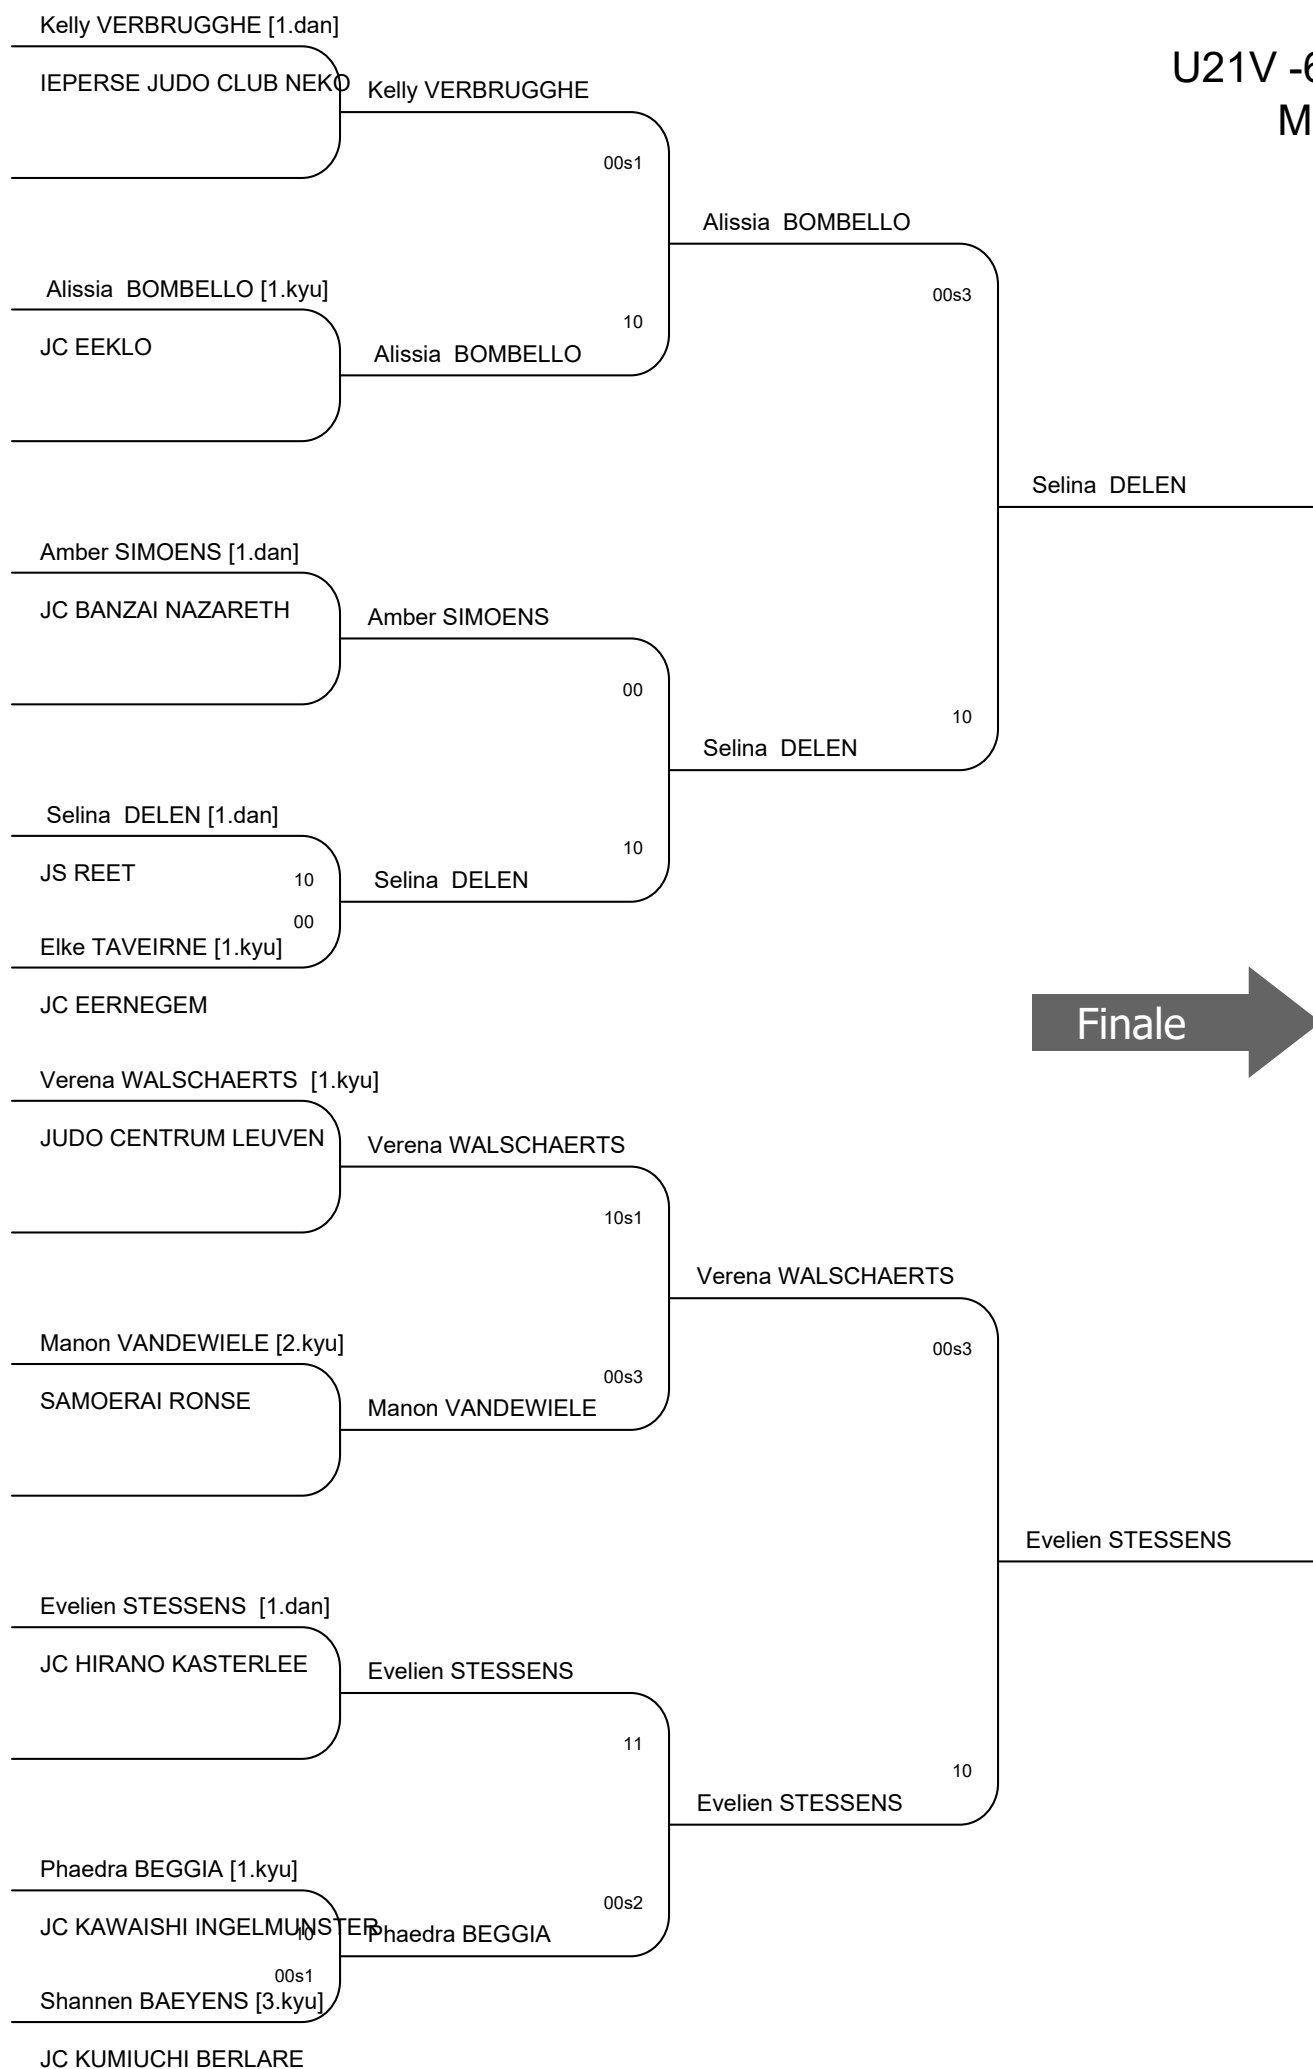 Kelly VERBRUGGHE [1.dan]
IEPERSE JUDO CLUB NEKO
Kelly VERBRUGGHE
U21V -6
M
00s1
Alissia BOMBELLO
Alissia BOMBELLO [1.kyu]
00s3
10
JC EEKLO
Alissia BOMBELLO
Selina DELEN
Amber SIMOENS [1.dan]
JC BANZAI NAZARETH
Amber SIMOENS
00
10
Selina DELEN
Selina DELEN [1.dan]
10
JS REET
10
Selina DELEN
00
Elke TAVEIRNE [1.kyu]
JC EERNEGEM
Finale
Verena WALSCHAERTS [1.kyu]
JUDO CENTRUM LEUVEN
Verena WALSCHAERTS
10s1
Verena WALSCHAERTS
Manon VANDEWIELE [2.kyu]
00s3
00s3
SAMOERAI RONSE
Manon VANDEWIELE
Evelien STESSENS
Evelien STESSENS [1.dan]
JC HIRANO KASTERLEE
Evelien STESSENS
11
10
Evelien STESSENS
Phaedra BEGGIA [1.kyu]
00s2
JC KAWAISHI INGELMUNSTER
10
Phaedra BEGGIA
00s1
Shannen BAEYENS [3.kyu]
JC KUMIUCHI BERLARE